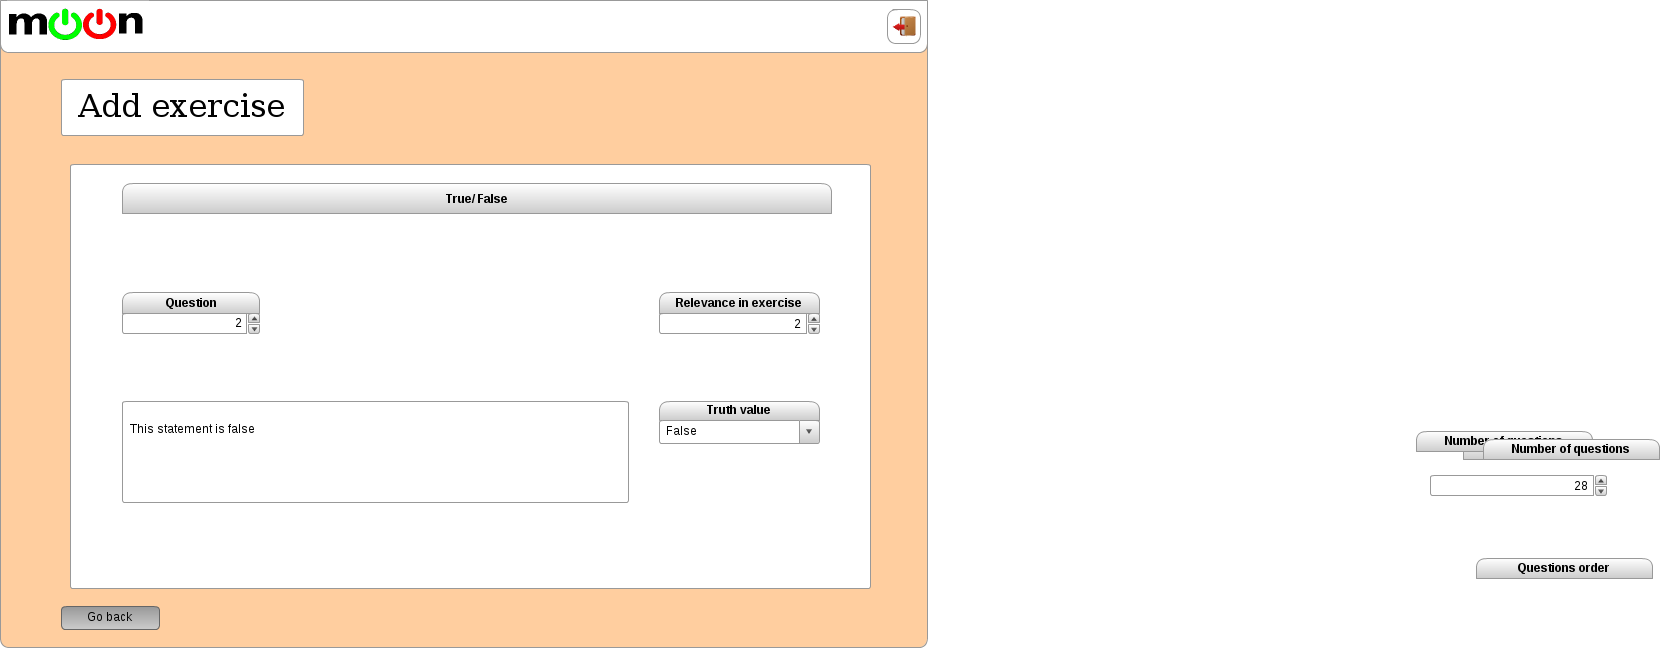 moon
Add exercise
True/False
Question
2
Relevance in exercise
2
This statement is false
Truth value
False
Go back
Number of questions
Number of questions
28
Questions order